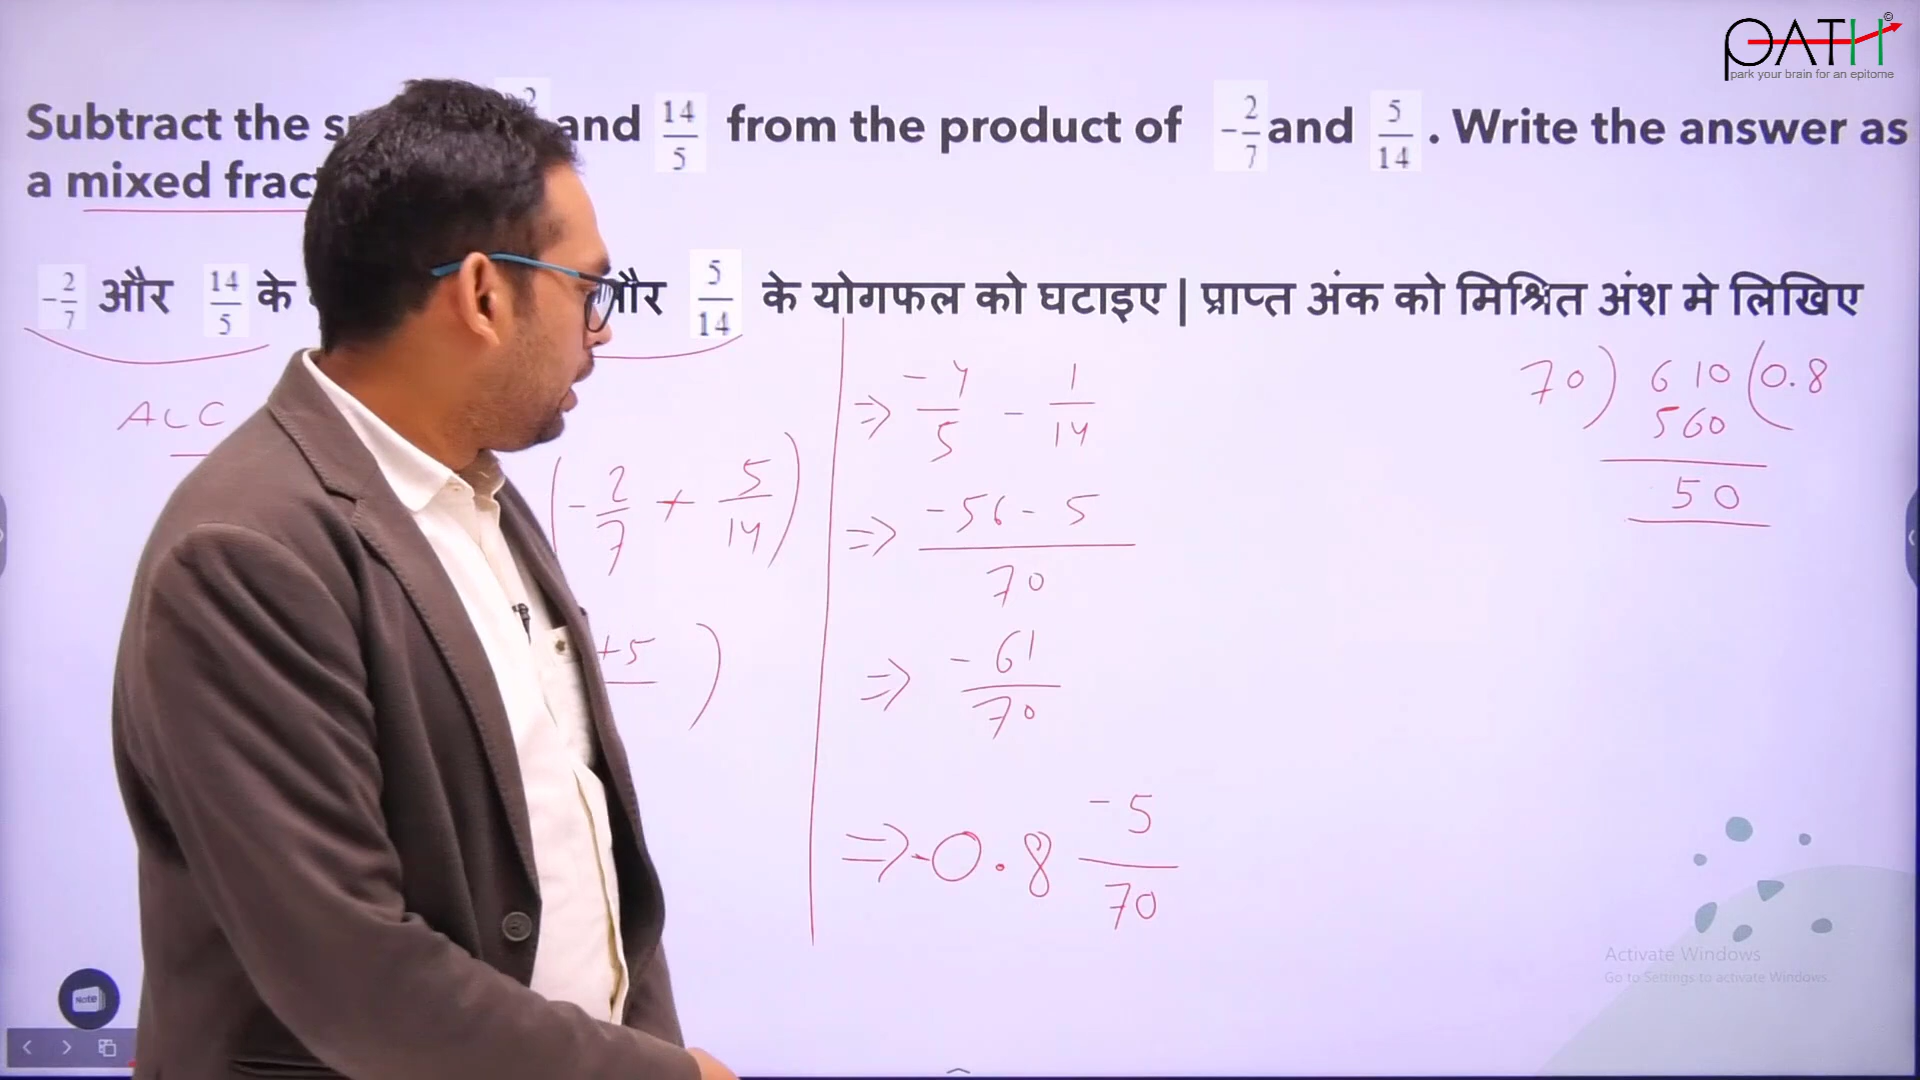 PATH©
park your brain for an epitome
Subtract the and 14/5 from the product of -2/7 and 5/14. Write the answer as
a mixed
-2/7 और 14/5 के 5/14 के योगफल को घटाइए | प्राप्त अंक को मिश्रित अंश मे लिखिए
ALC
(-2/7 + 5/14)
+5 )
⇒ -4/5 - 1/14
⇒ -56-5/70
⇒ -61/70
⇒ -0.8 -5/70
70) 610 (0.8
560
50
Note
Activate Windows
Go to Settings to activate Windows.